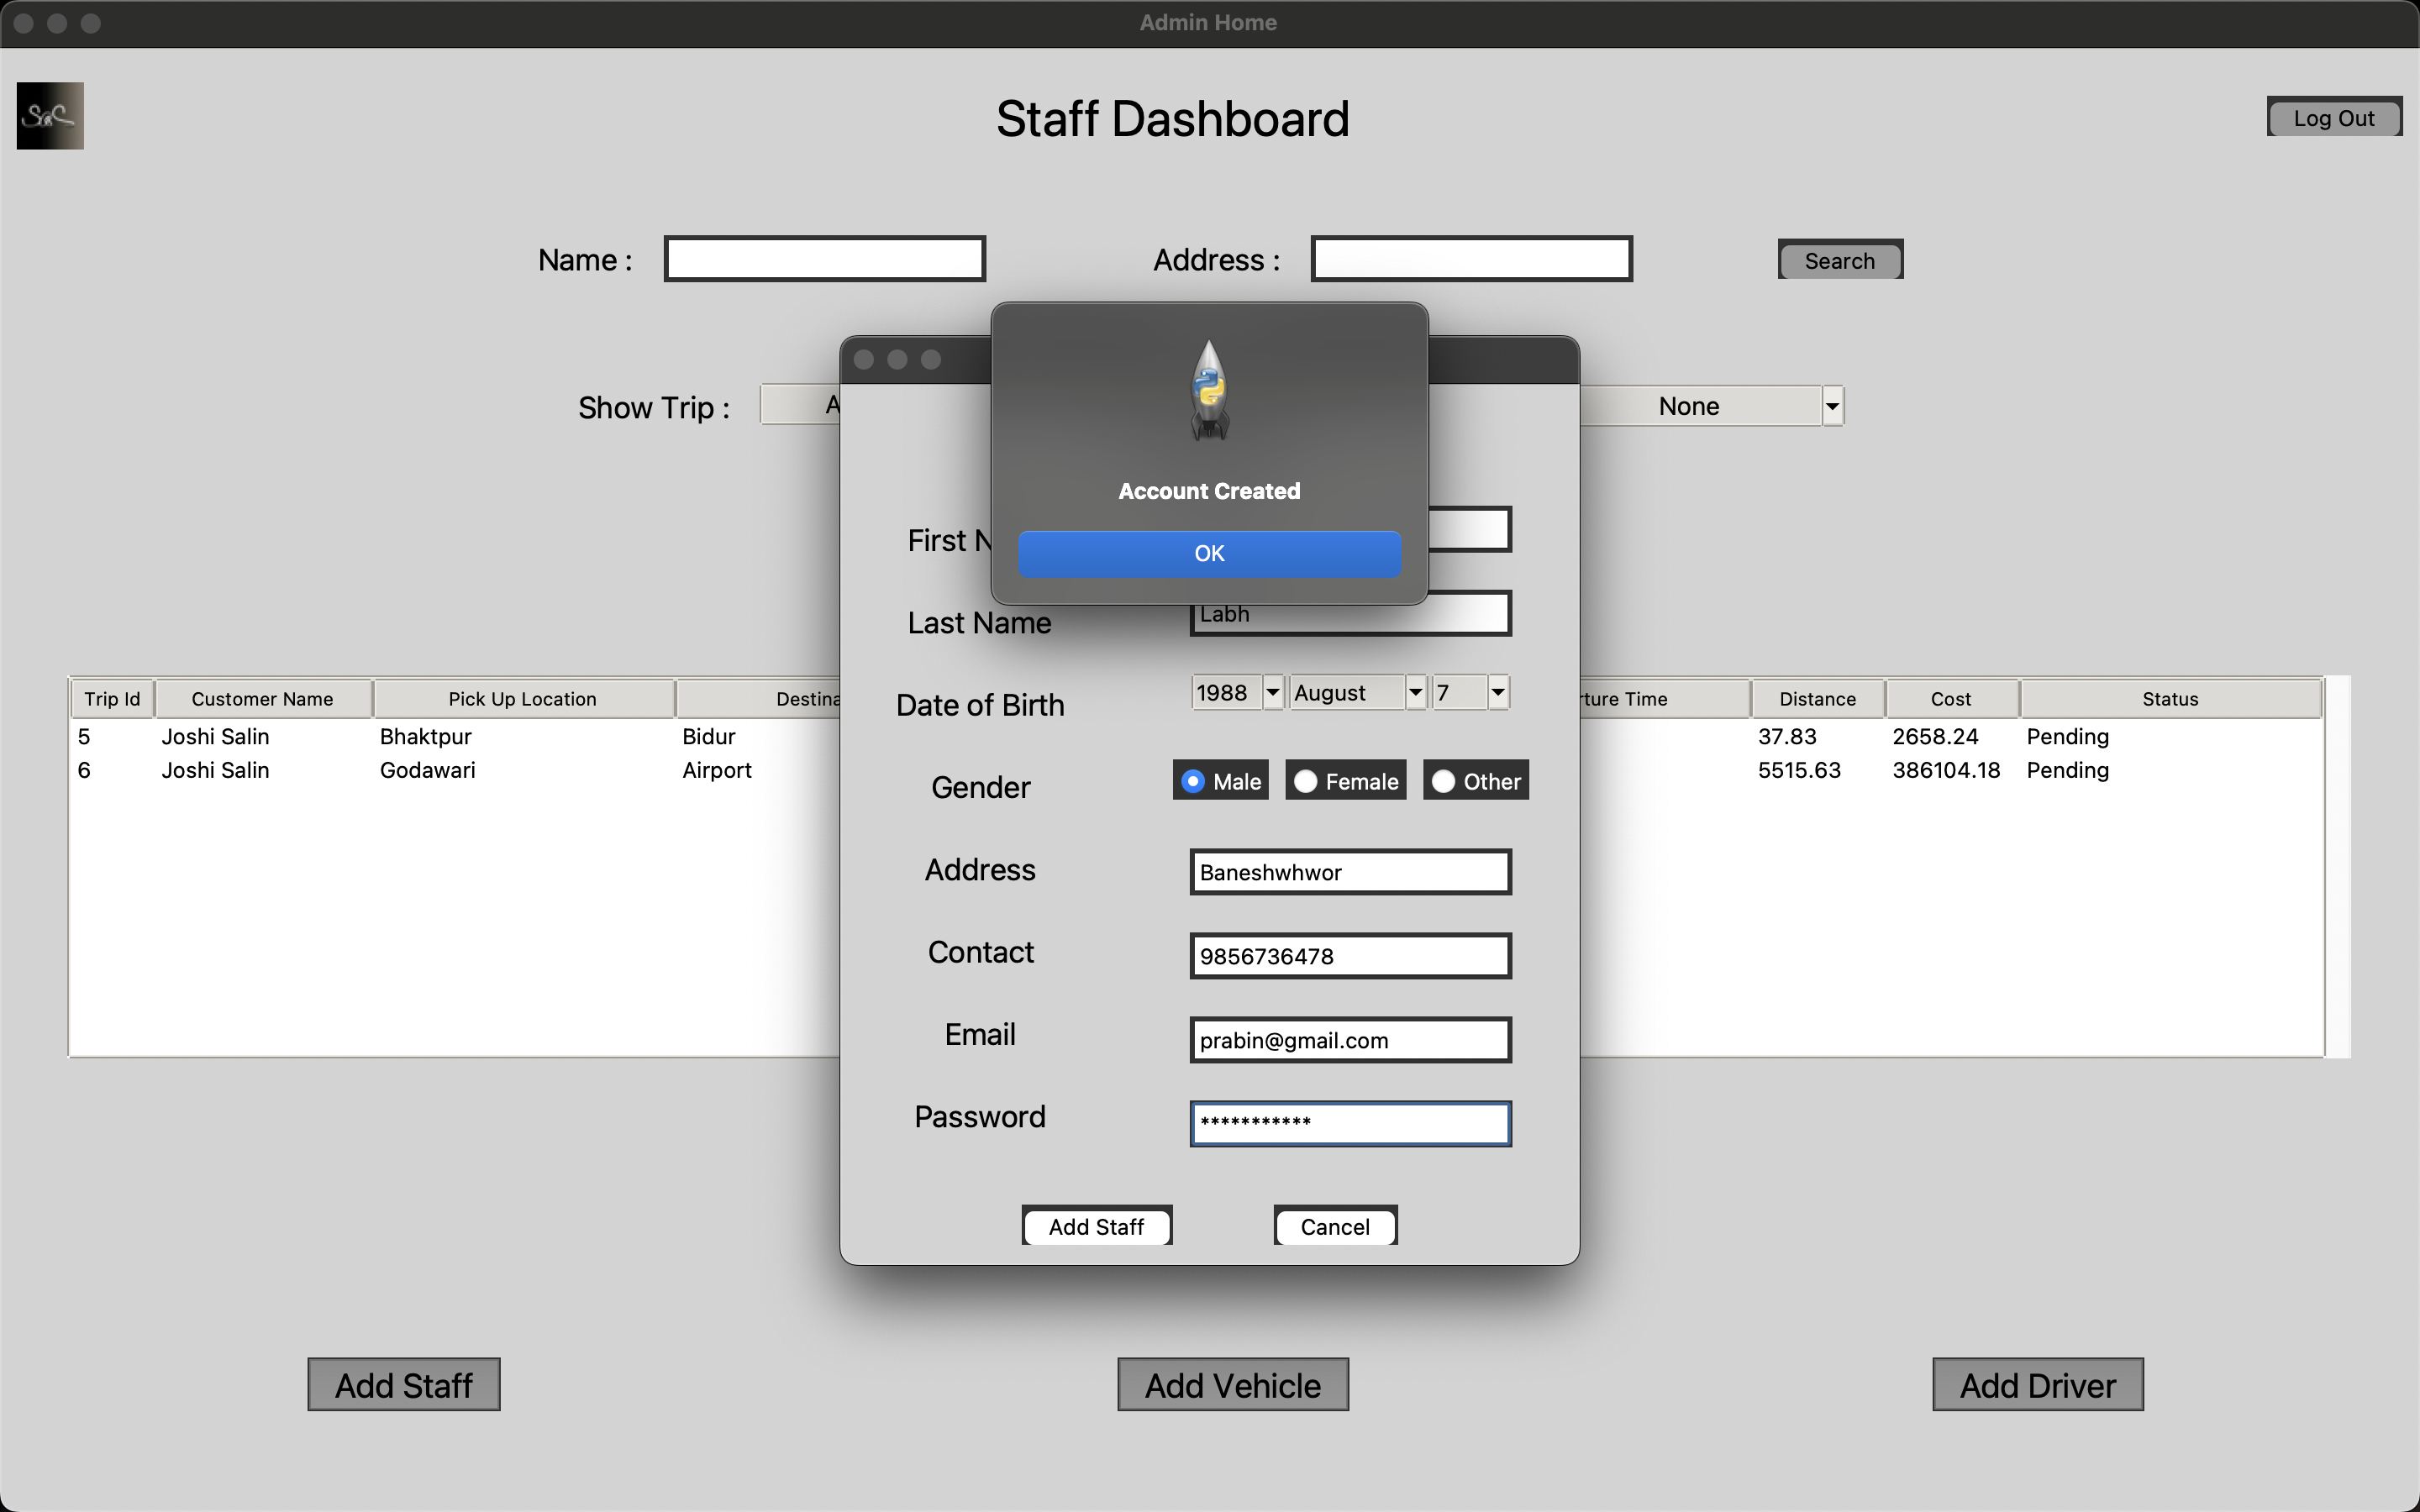 Admin Home
SaC
Staff Dashboard
Log Out
Name :
Address :
Search
Show Trip :
A
None
Account Created
OK
First N
Last Name
Labh
Date of Birth
1988 August 7
Gender
Male Female Other
Address
Baneshwhwor
Contact
9856736478
Email
prabin@gmail.com
Password
***********
Add Staff
Cancel
Trip Id Customer Name Pick Up Location Destina rture Time Distance Cost Status
5 Joshi Salin Bhaktpur Bidur 37.83 2658.24 Pending
6 Joshi Salin Godawari Airport 5515.63 386104.18 Pending
Add Staff
Add Vehicle
Add Driver